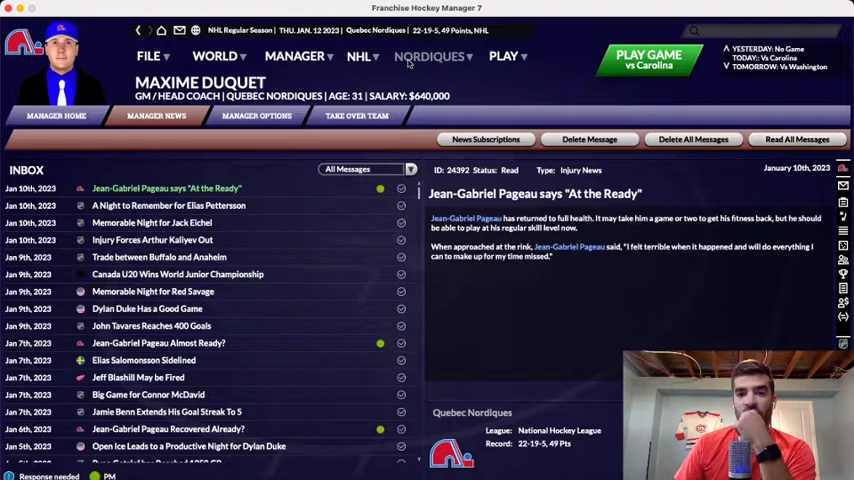 Franchise Hockey Manager 7
NHL Regular Season | THU. JAN. 12 2023 | Quebec Nordiques | 22-19-5, 49 Points, NHL
FILE WORLD MANAGER NHL NORDIQUES PLAY
PLAY GAME
vs Carolina
YESTERDAY: No Game
TODAY: : vs Carolina
TOMORROW: vs Washington
MAXIME DUQUET
GM / HEAD COACH | QUEBEC NORDIQUES | AGE: 31 | SALARY: $640,000
MANAGER HOME MANAGER NEWS MANAGER OPTIONS TAKE OVER TEAM
News Subscriptions Delete Message Delete All Messages Read All Messages
INBOX All Messages
Jan 10th, 2023 Jean-Gabriel Pageau says "At the Ready"
Jan 10th, 2023 A Night to Remember for Elias Pettersson
Jan 10th, 2023 Memorable Night for Jack Eichel
Jan 10th, 2023 Injury Forces Arthur Kaliyev Out
Jan 9th, 2023 Trade between Buffalo and Anaheim
Jan 9th, 2023 Canada U20 Wins World Junior Championship
Jan 9th, 2023 Memorable Night for Red Savage
Jan 9th, 2023 Dylan Duke Has a Good Game
Jan 9th, 2023 John Tavares Reaches 400 Goals
Jan 7th, 2023 Jean-Gabriel Pageau Almost Ready?
Jan 7th, 2023 Elias Salomonsson Sidelined
Jan 7th, 2023 Jeff Blashill May be Fired
Jan 7th, 2023 Big Game for Connor McDavid
Jan 7th, 2023 Jamie Benn Extends His Goal Streak To 5
Jan 6th, 2023 Jean-Gabriel Pageau Recovered Already?
Jan 5th, 2023 Open Ice Leads to a Productive Night for Dylan Duke
Response needed PM
ID: 24392 Status: Read Type: Injury News January 10th, 2023
Jean-Gabriel Pageau says "At the Ready"
Jean-Gabriel Pageau has returned to full health. It may take him a game or two to get his fitness back, but he should
be able to play at his regular skill level now.
When approached at the rink, Jean-Gabriel Pageau said, "I felt terrible when it happened and will do everything I
can to make up for my time missed."
Quebec Nordiques
League: National Hockey League
Record: 22-19-5, 49 Pts